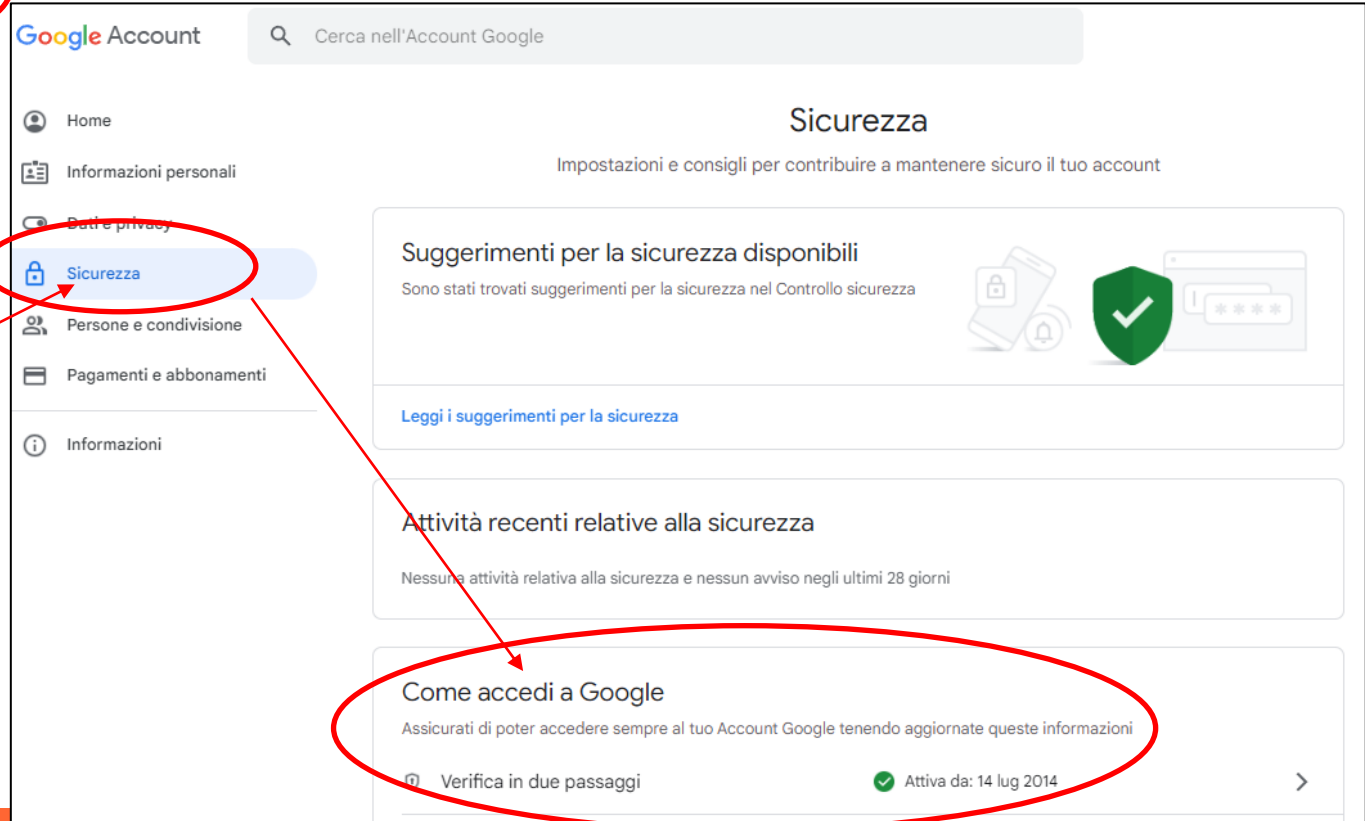 Google Account
Cerca nell'Account Google
Home
Informazioni personali
Dati e privacy
Sicurezza
Persone e condivisione
Pagamenti e abbonamenti
Informazioni
Sicurezza
Impostazioni e consigli per contribuire a mantenere sicuro il tuo account
Suggerimenti per la sicurezza disponibili
Sono stati trovati suggerimenti per la sicurezza nel Controllo sicurezza
****
Leggi i suggerimenti per la sicurezza
Attività recenti relative alla sicurezza
Nessuna attività relativa alla sicurezza e nessun avviso negli ultimi 28 giorni
Come accedi a Google
Assicurati di poter accedere sempre al tuo Account Google tenendo aggiornate queste informazioni
Verifica in due passaggi
Attiva da: 14 lug 2014